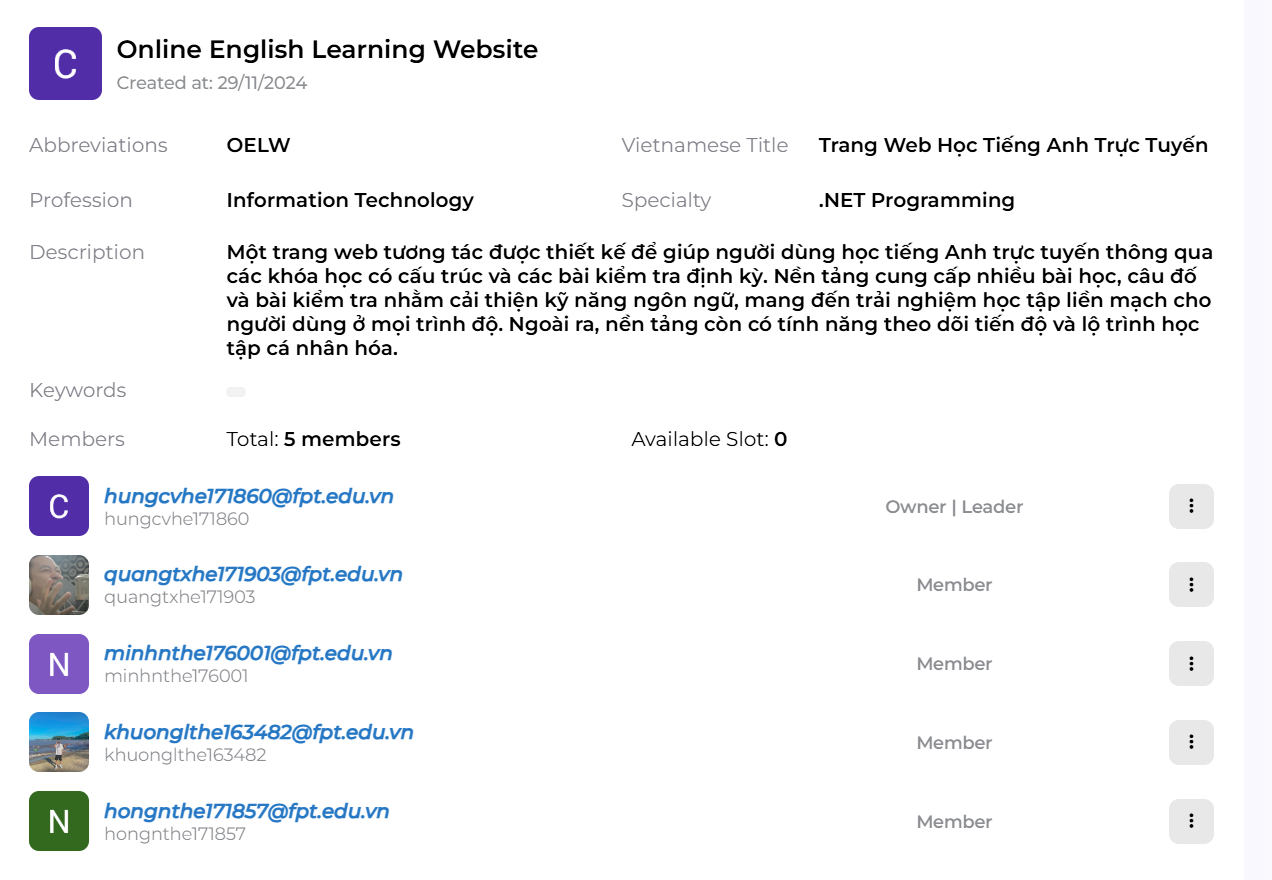 C
Online English Learning Website
Created at: 29/11/2024
Abbreviations OELW Vietnamese Title Trang Web Học Tiếng Anh Trực Tuyến
Profession Information Technology Specialty .NET Programming
Description Một trang web tương tác được thiết kế để giúp người dùng học tiếng Anh trực tuyến thông qua
các khóa học có cấu trúc và các bài kiểm tra định kỳ. Nền tảng cung cấp nhiều bài học, câu đố
và bài kiểm tra nhằm cải thiện kỹ năng ngôn ngữ, mang đến trải nghiệm học tập liền mạch cho
người dùng ở mọi trình độ. Ngoài ra, nền tảng còn có tính năng theo dõi tiến độ và lộ trình học
tập cá nhân hóa.
Keywords
Members Total: 5 members Available Slot: 0
C
hungcvhe171860@fpt.edu.vn
hungcvhe171860
Owner | Leader
quangtxhe171903@fpt.edu.vn
quangtxhe171903
Member
N
minhnthe176001@fpt.edu.vn
minhnthe176001
Member
khuonglthe163482@fpt.edu.vn
khuonglthe163482
Member
N
hongnthe171857@fpt.edu.vn
hongnthe171857
Member